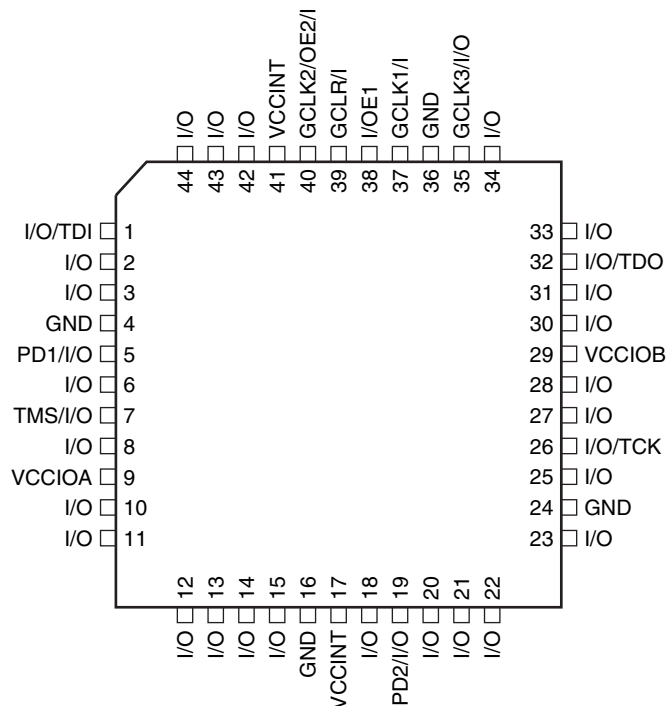 I/O
I/O
I/O
VCCINT
GCLK2/OE2/I
GCLR/I
I/OE1
GCLK1/I
GND
GCLK3/I/O
I/O
44
43
42
41
40
39
38
37
36
35
34
I/O/TDI 1
I/O 2
I/O 3
GND 4
PD1/I/O 5
I/O 6
TMS/I/O 7
I/O 8
VCCIOA 9
I/O 10
I/O 11
33 I/O
32 I/O/TDO
31 I/O
30 I/O
29 VCCIOB
28 I/O
27 I/O
26 I/O/TCK
25 I/O
24 GND
23 I/O
12
13
14
15
16
17
18
19
20
21
22
I/O
I/O
I/O
I/O
GND
VCCINT
I/O
PD2/I/O
I/O
I/O
I/O